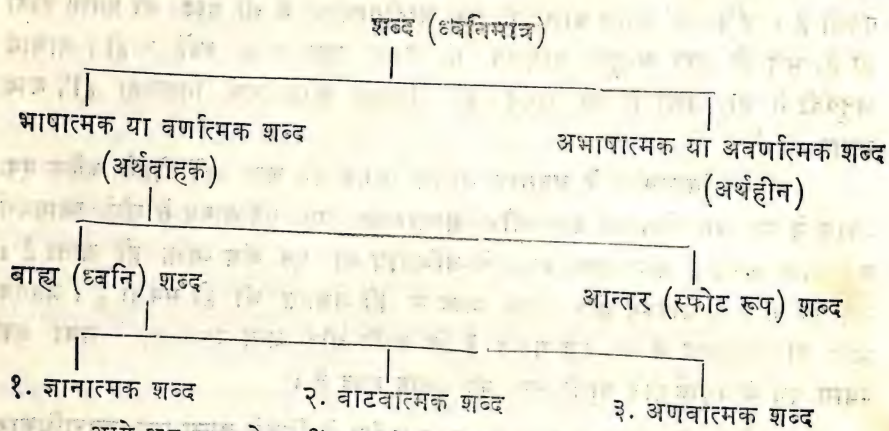 शब्द (ध्वनिमात्र)
भाषात्मक या वर्णात्मक शब्द
अभाषात्मक या अवर्णात्मक शब्द
(अर्थवाहक)
(अर्थहीन)
बाह्य (ध्वनि) शब्द
आन्तर (स्फोट रूप) शब्द
१. ज्ञानात्मक शब्द
२. वाटवात्मक शब्द
३. अणवात्मक शब्द